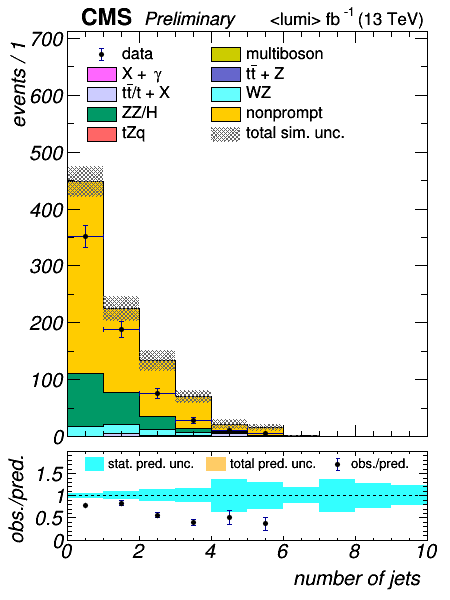 CMS Preliminary <lumi> fb⁻¹ (13 TeV)
events / 1
700
600
500
400
300
200
100
0
data
multiboson
X + γ
tt̄ + Z
tt̄/t + X
WZ
ZZ/H
nonprompt
tZq
total sim. unc.
obs./pred.
1.5
1
0.5
0
stat. pred. unc.
total pred. unc.
obs./pred.
0 2 4 6 8 10
number of jets